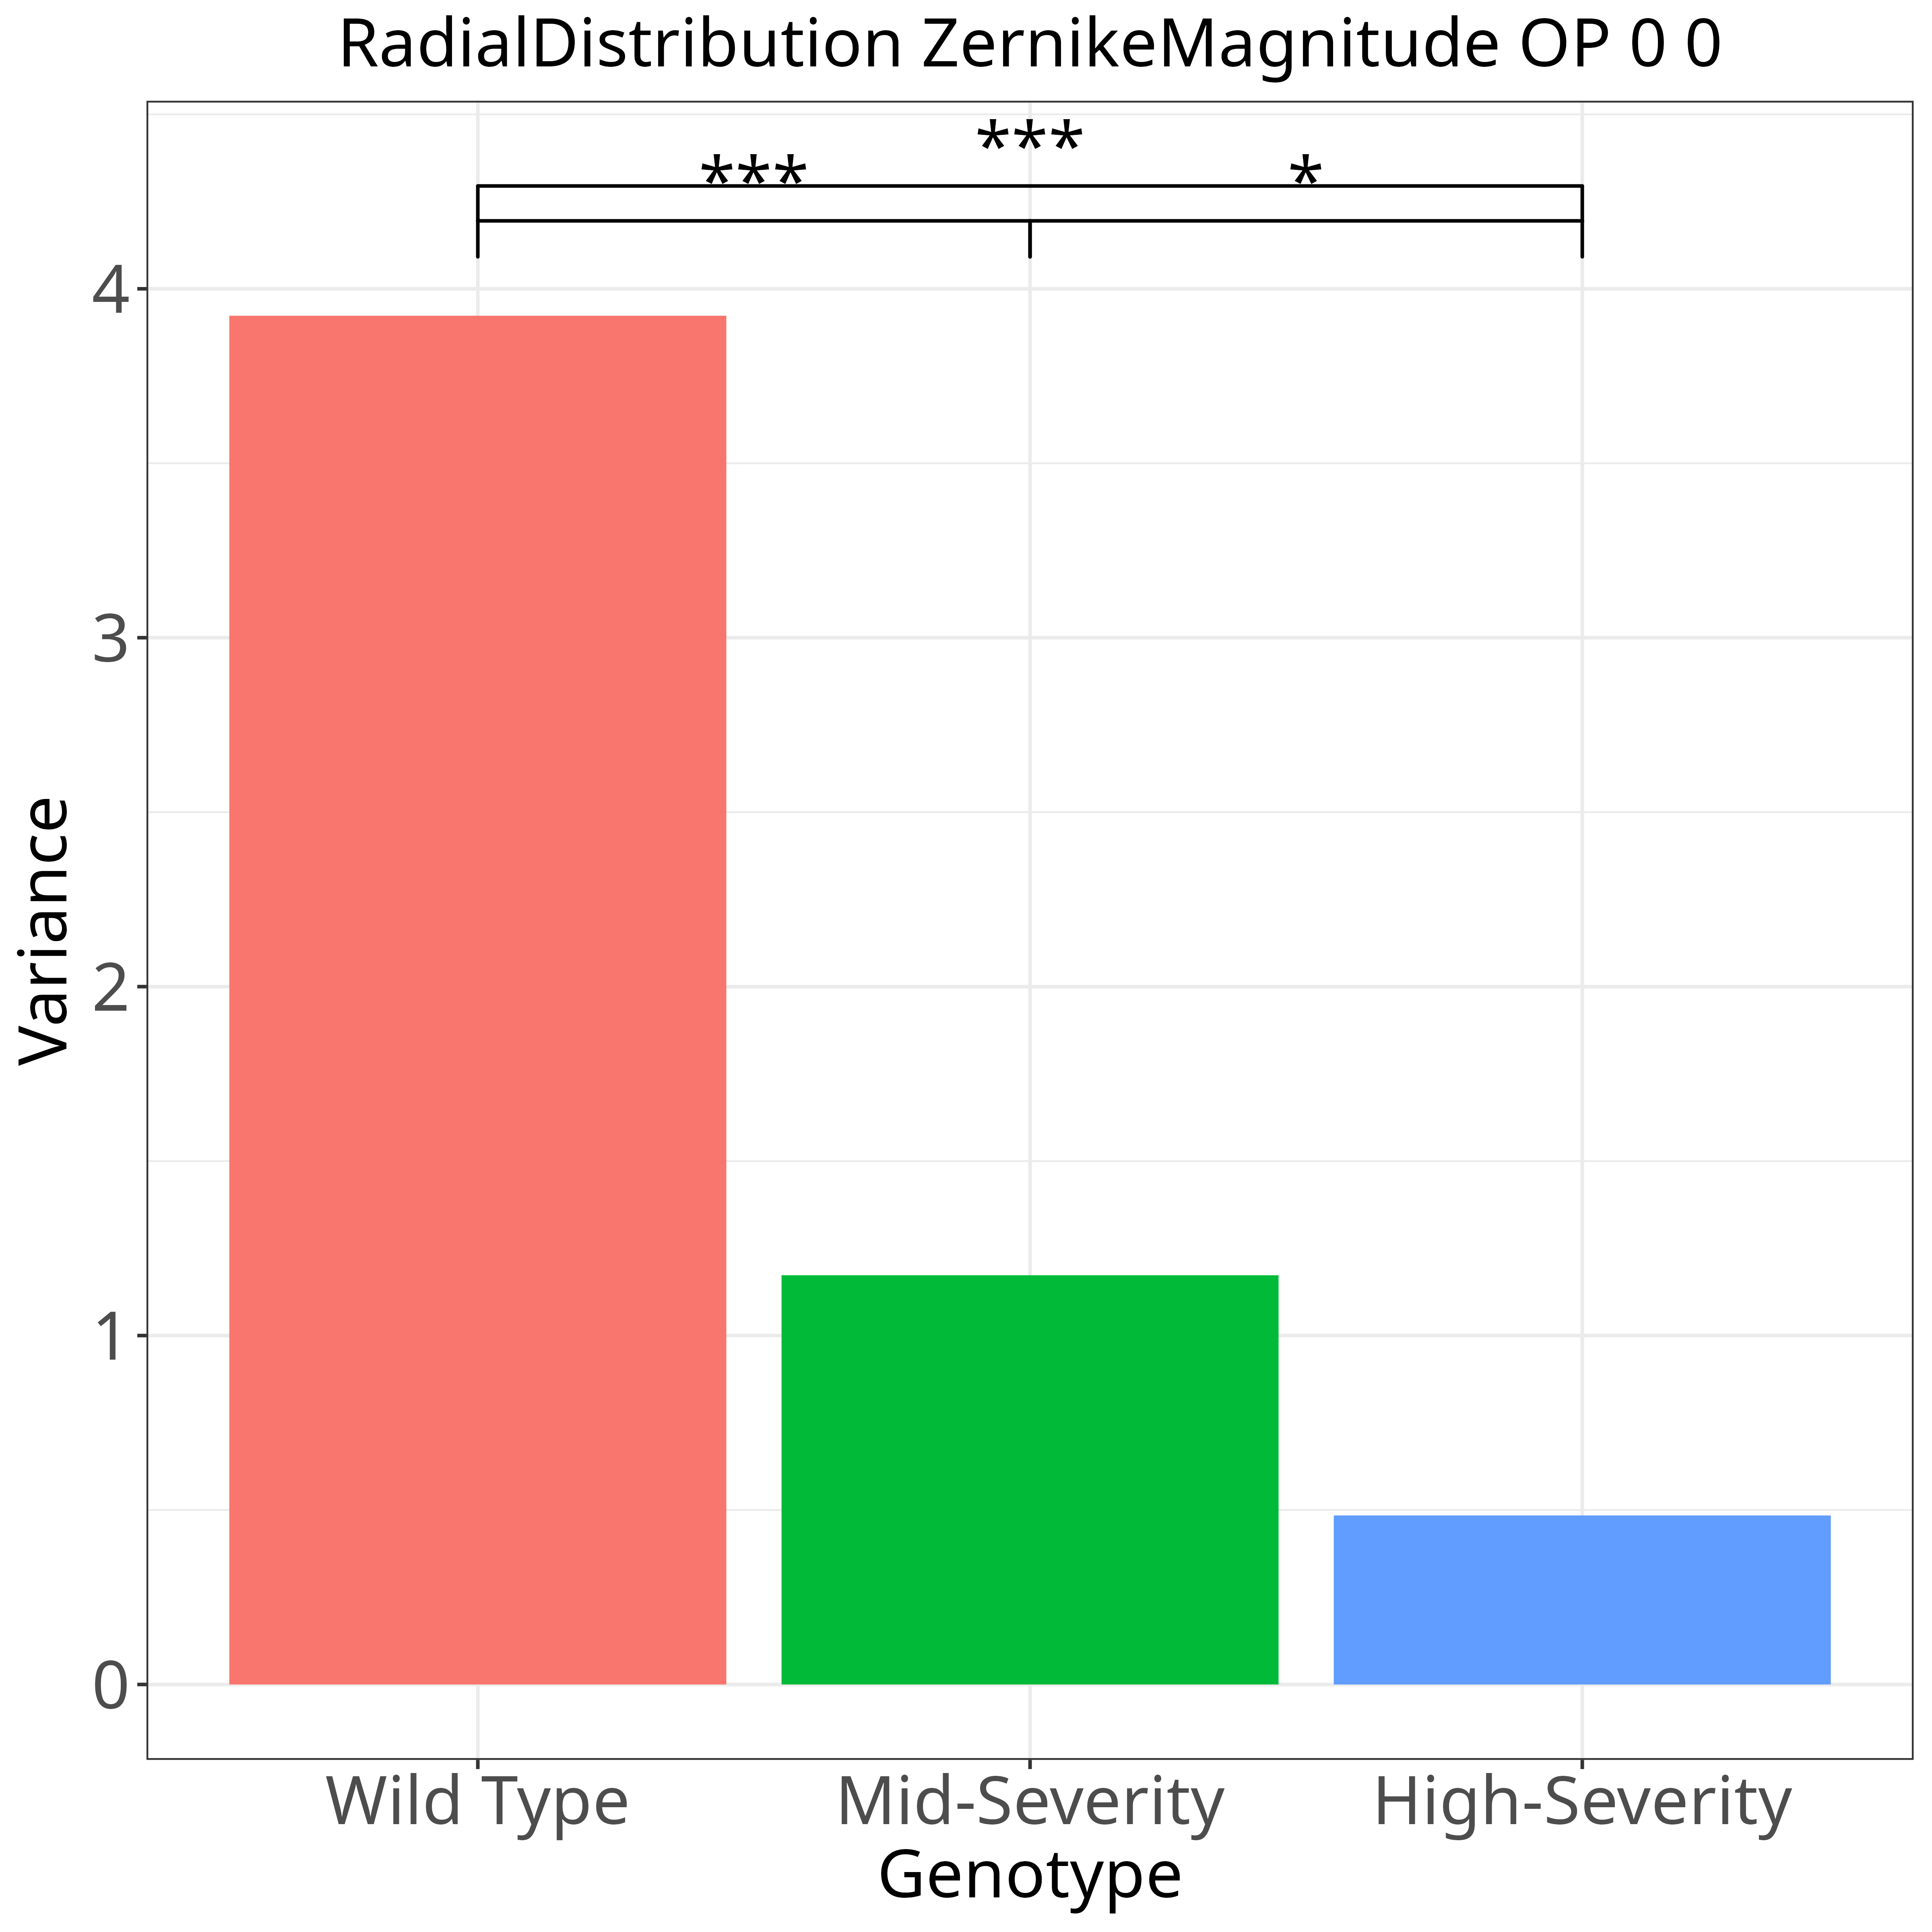 RadialDistribution ZernikeMagnitude OP 0 0
***
*** *
4
3
2
1
0
Variance
Wild Type Mid-Severity High-Severity
Genotype